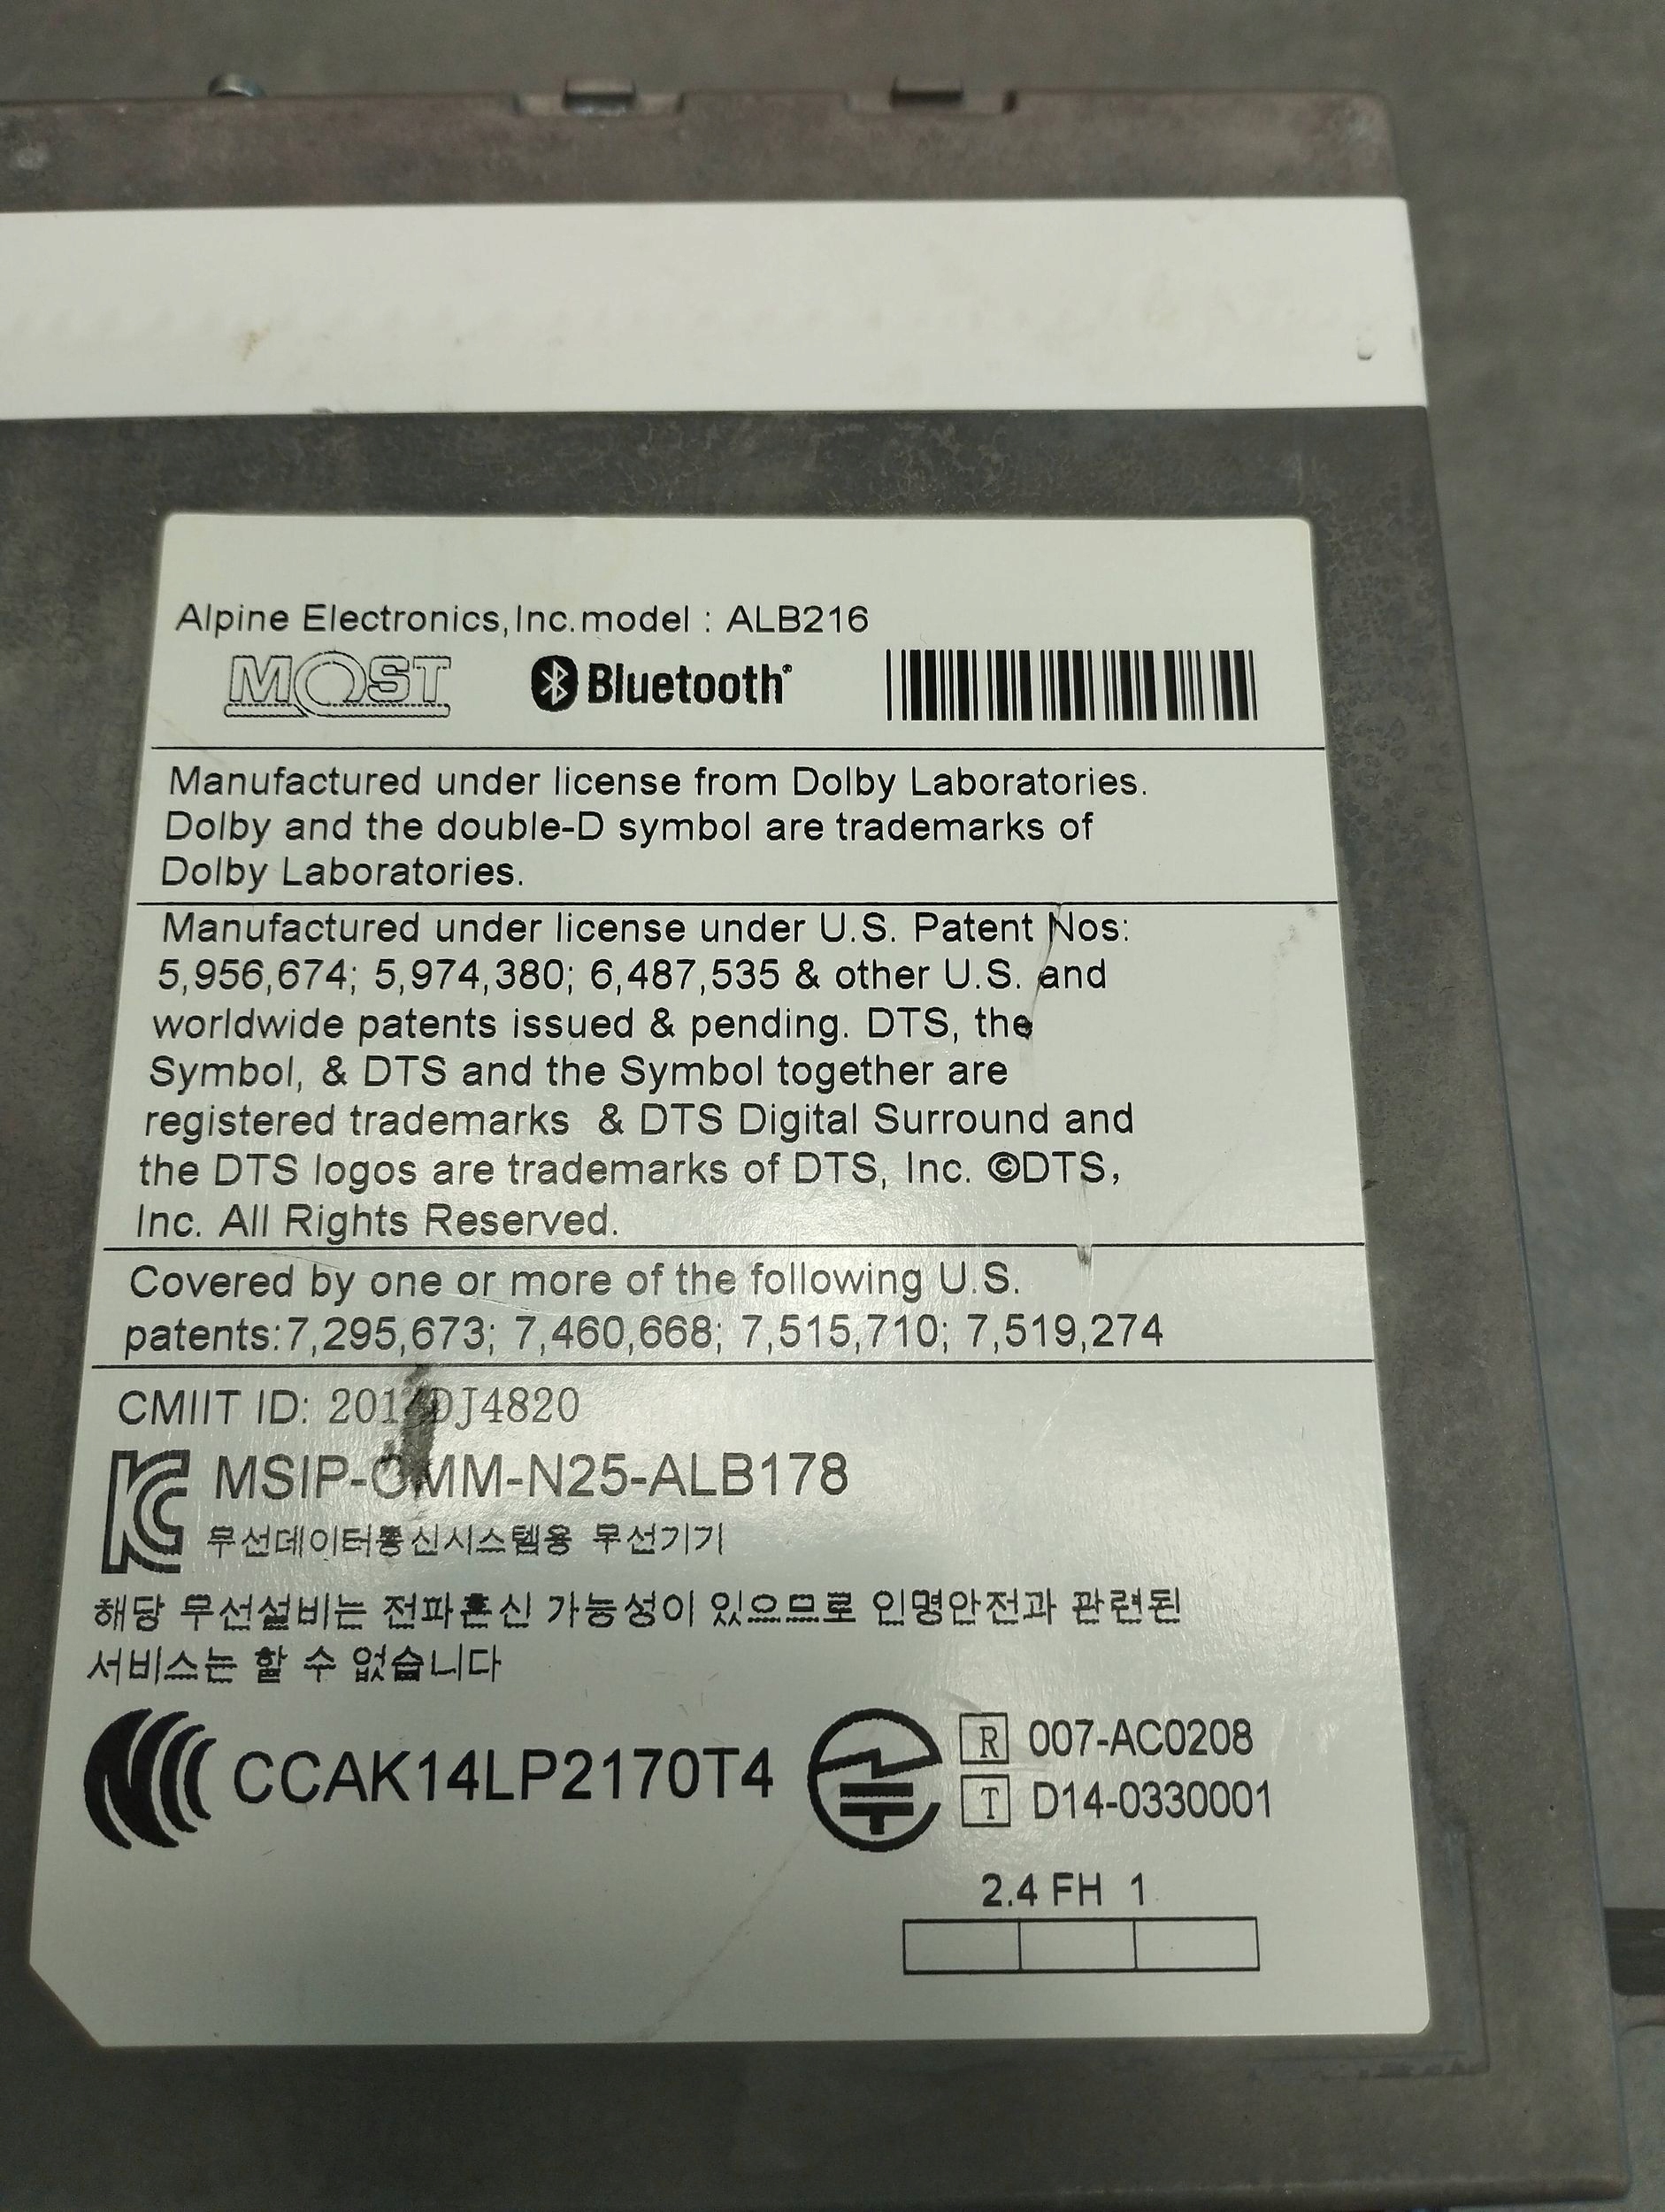 Alpine Electronics,Inc.model : ALB216
MOST Bluetooth®
Manufactured under license from Dolby Laboratories.
Dolby and the double-D symbol are trademarks of
Dolby Laboratories.
Manufactured under license under U.S. Patent Nos:
5,956,674; 5,974,380; 6,487,535 & other U.S. and
worldwide patents issued & pending. DTS, the
Symbol, & DTS and the Symbol together are
registered trademarks & DTS Digital Surround and
the DTS logos are trademarks of DTS, Inc. ©DTS,
Inc. All Rights Reserved.
Covered by one or more of the following U.S.
patents:7,295,673; 7,460,668; 7,515,710; 7,519,274
CMIIT ID:
MSIP-CMM-N25-ALB178
무선데이터통신시스템용 무선기기
해당 무선설비는 전파혼신 가능성이 있으므로 인명안전과 관련된
서비스는 할 수 없습니다
CCAK14LP2170T4
R 007-AC0208
T D14-0330001
2.4 FH 1